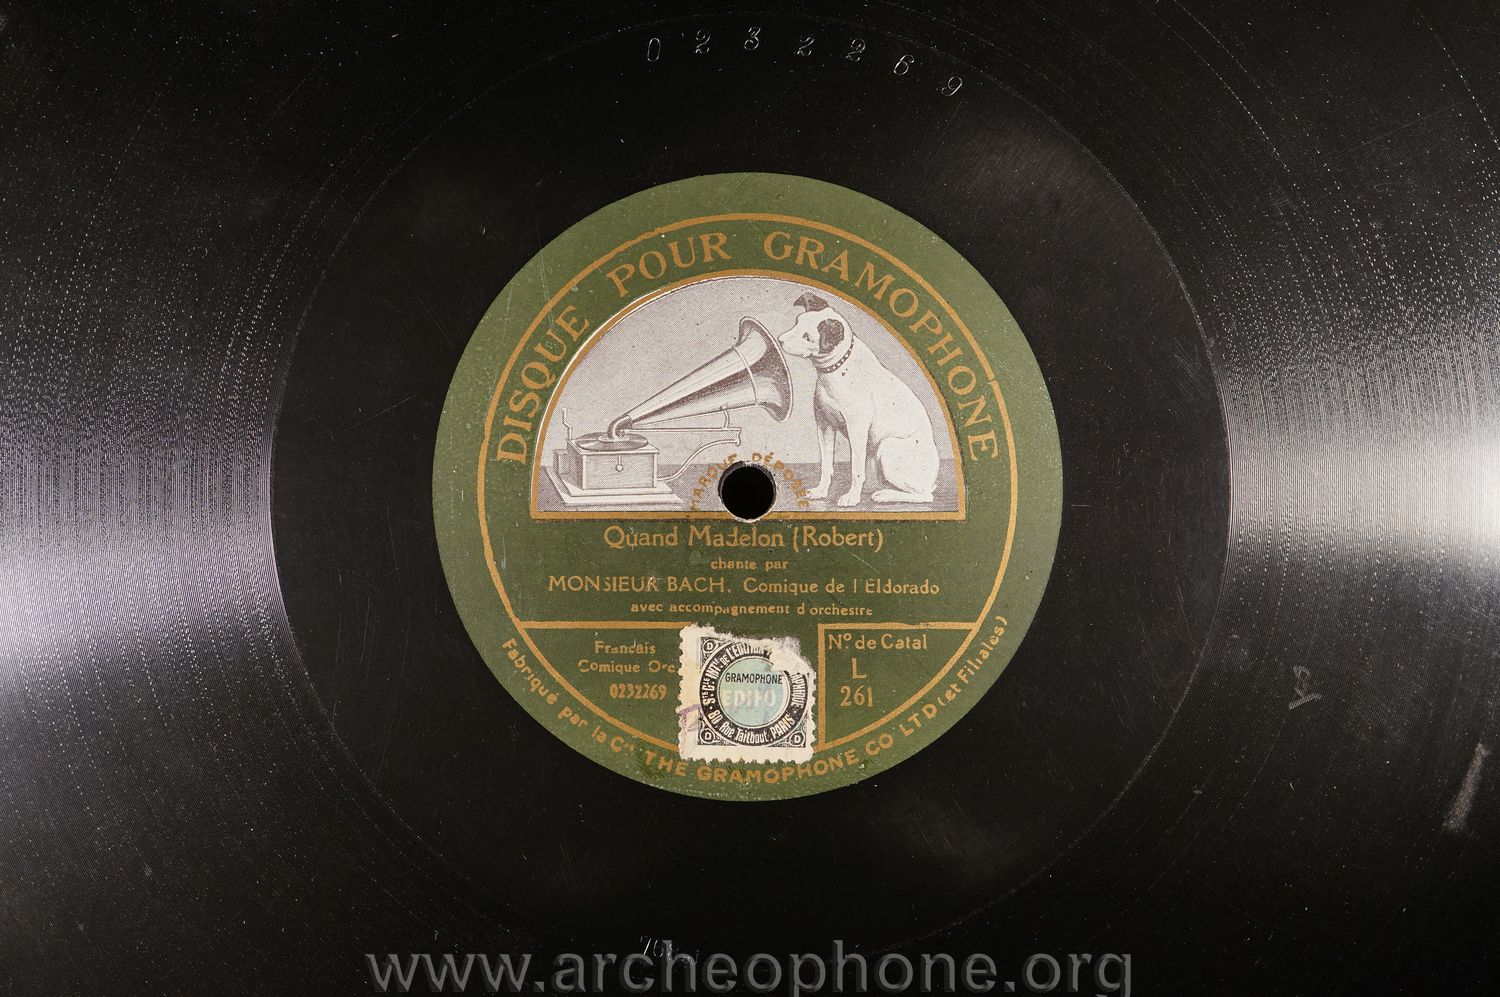 0232269
DISQUE POUR GRAMOPHONE
MARQUE DÉPOSÉE
Quand Madelon (Robert)
chante par
MONSIEUR BACH, Comique de l Eldorado
avec accompagnement d'orchestre
Francais
Comique Orc
0232269
Nº de Catal
L
261
GRAMOPHONE
EDIFO
80 Rue Taitbout, PARIS
D
D
D
Fabriqué par la Cie THE GRAMOPHONE CO LTD (et Filiales)
www.archeophone.org